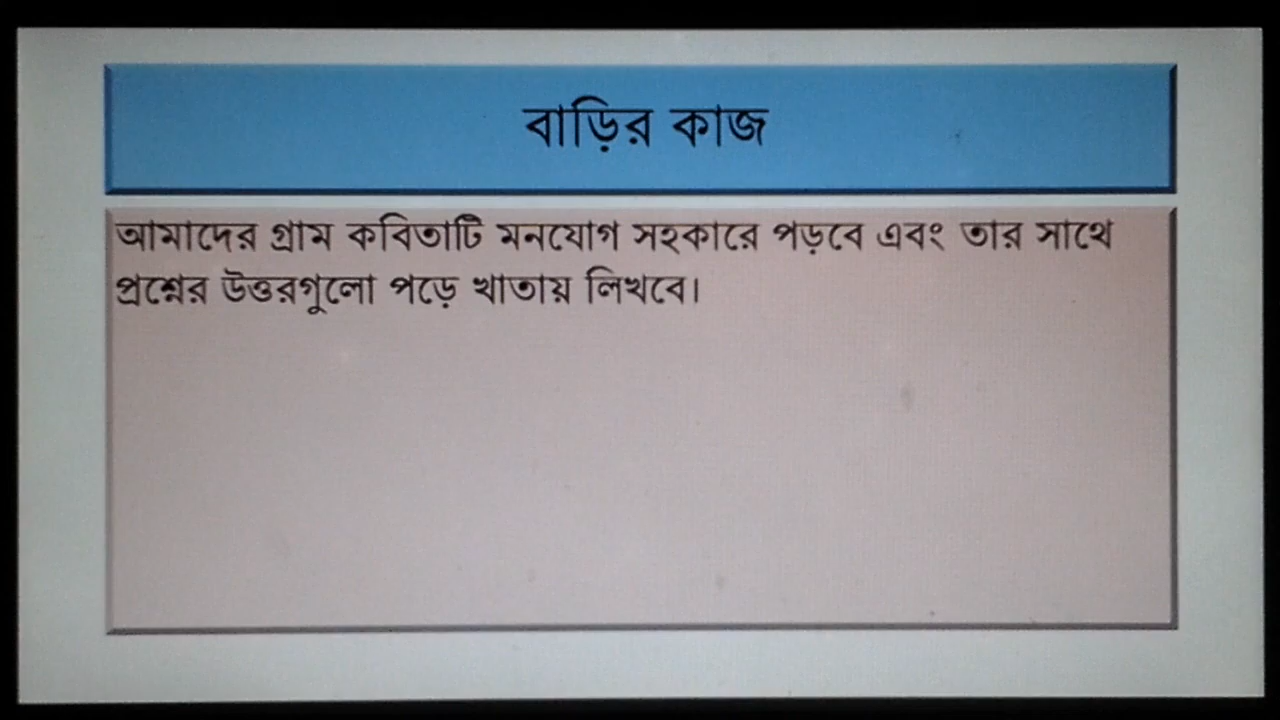 বাড়ির কাজ
আমাদের গ্রাম কবিতাটি মনযোগ সহকারে পড়বে এবং তার সাথে
প্রশ্নের উত্তরগুলো পড়ে খাতায় লিখবে।